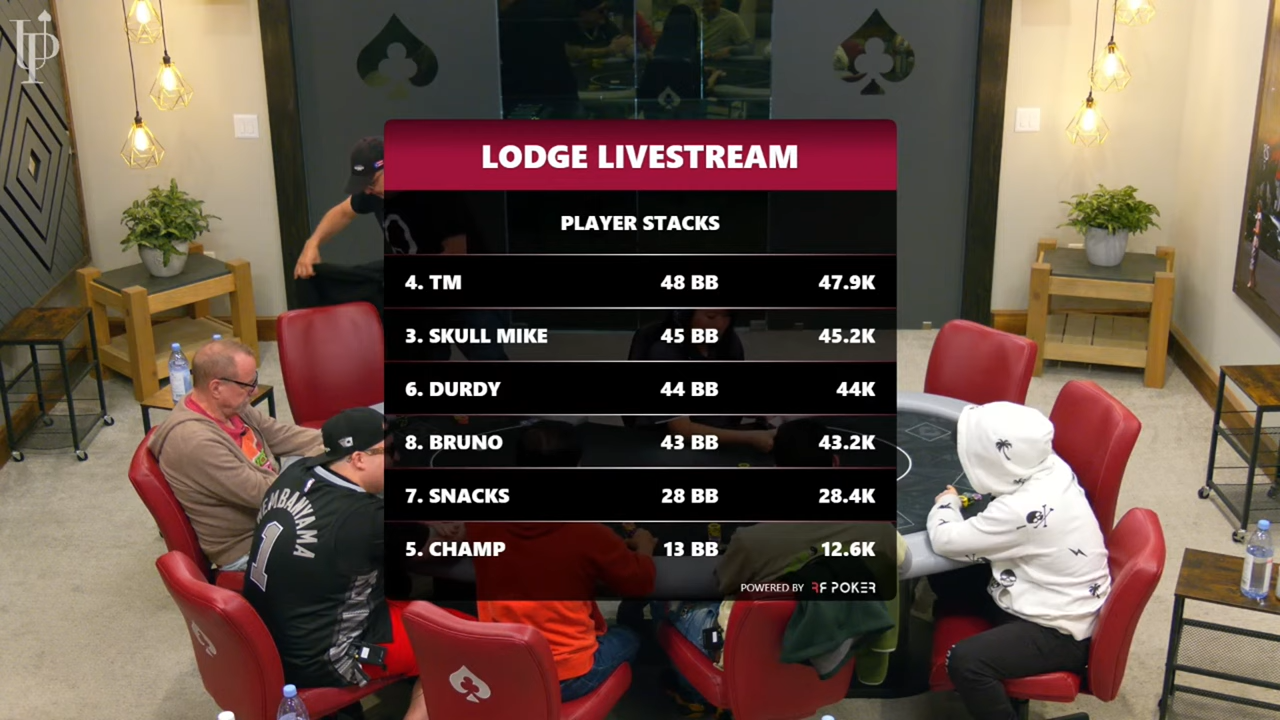 LODGE LIVESTREAM
PLAYER STACKS
4. TM 48 BB 47.9K
3. SKULL MIKE 45 BB 45.2K
6. DURDY 44 BB 44K
8. BRUNO 43 BB 43.2K
7. SNACKS 28 BB 28.4K
5. CHAMP 13 BB 12.6K
POWERED BY RF POKER
WEMBANYAMA
1